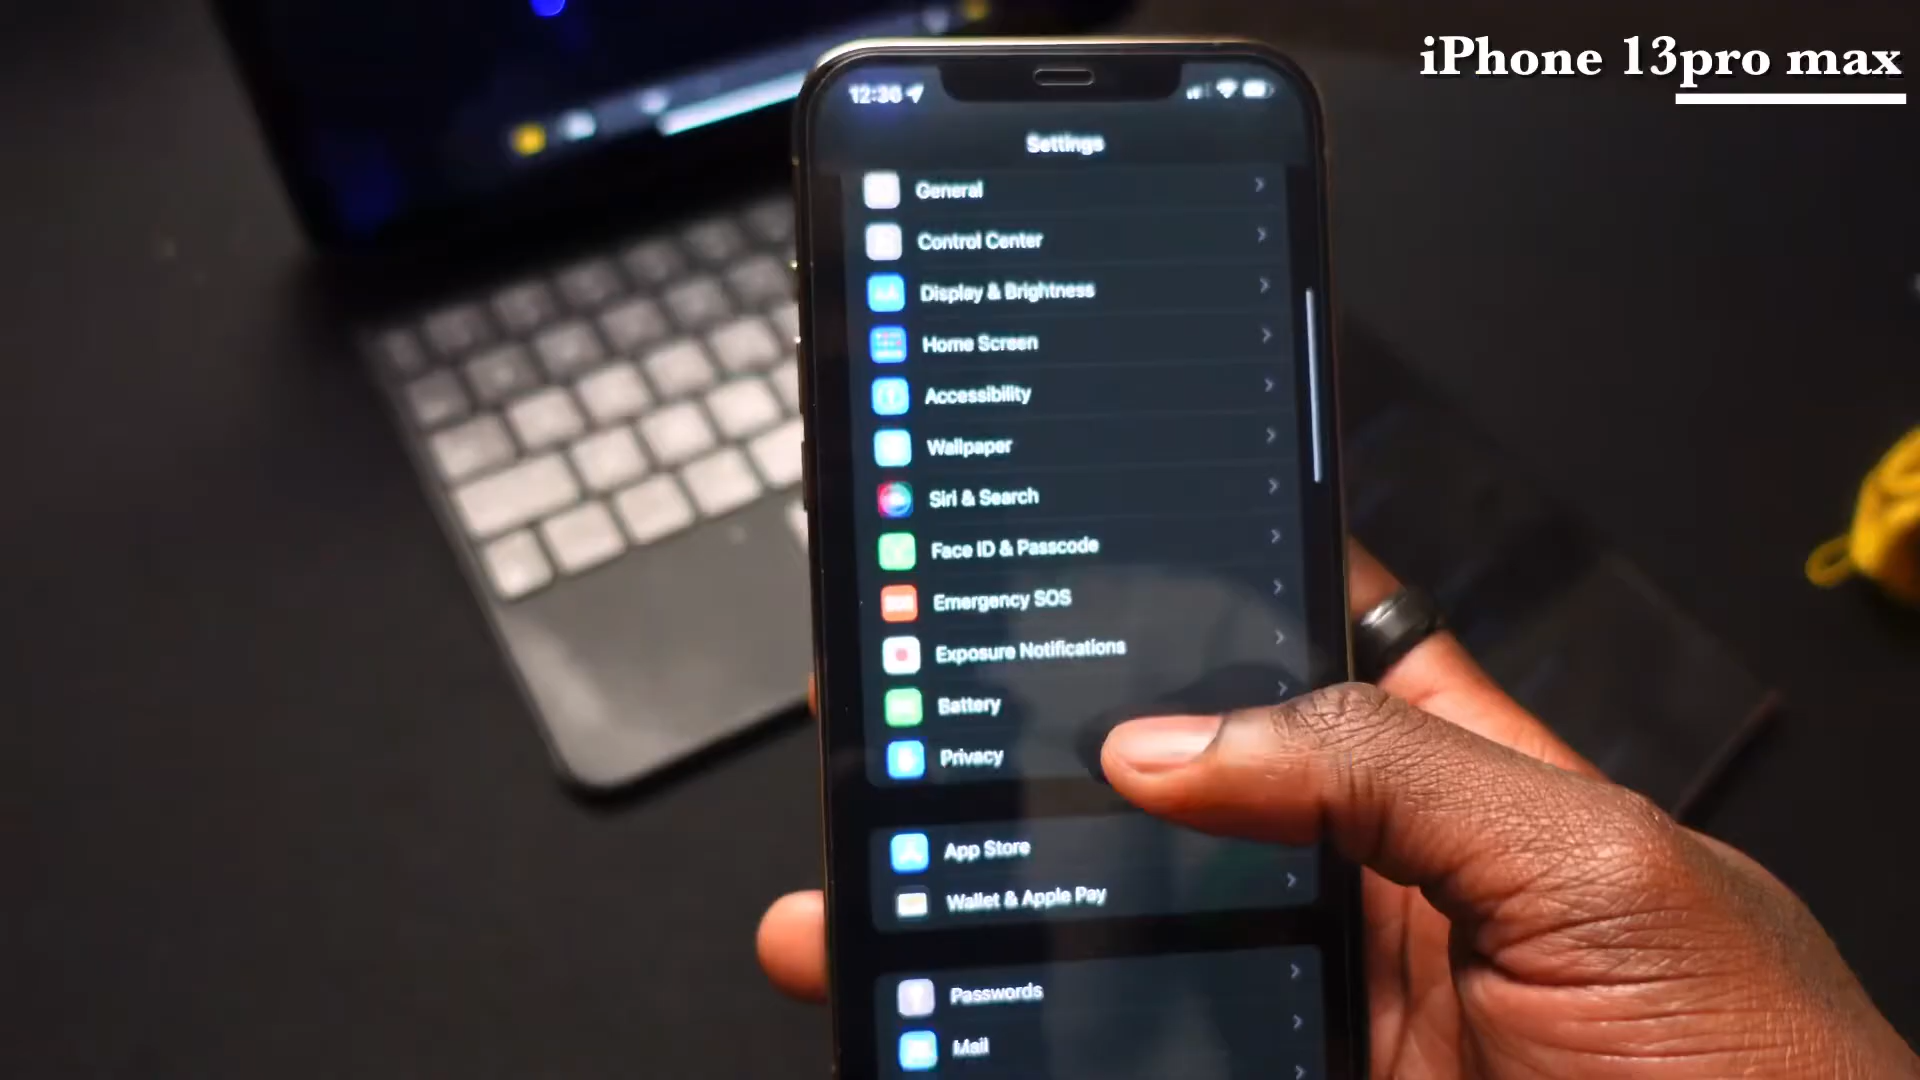 iPhone 13pro max
12:36
Settings
General
Control Center
Display & Brightness
Home Screen
Accessibility
Wallpaper
Siri & Search
Face ID & Passcode
Emergency SOS
Exposure Notifications
Battery
Privacy
App Store
Wallet & Apple Pay
Passwords
Mail